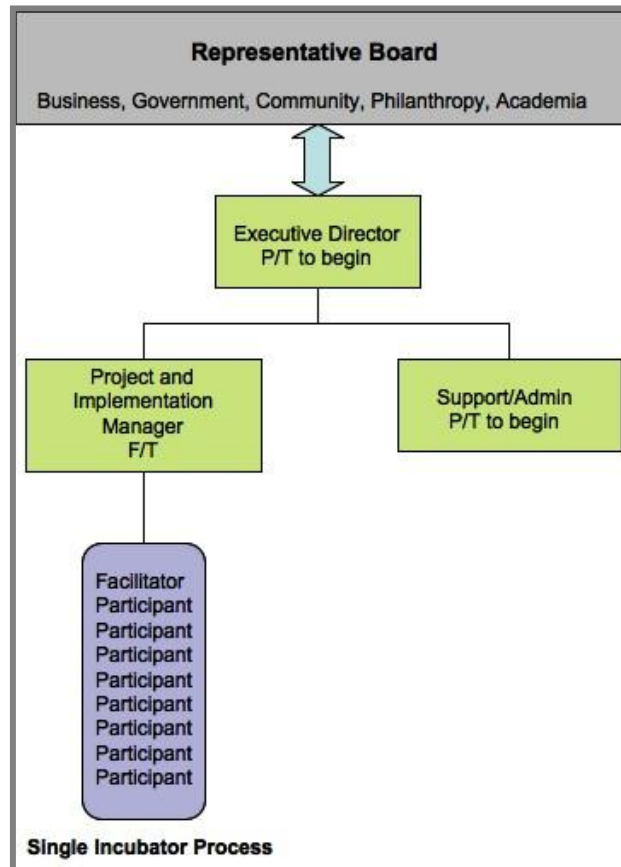 Representative Board
Business, Government, Community, Philanthropy, Academia
Executive Director
P/T to begin
Project and
Implementation
Manager
F/T
Support/Admin
P/T to begin
Facilitator
Participant
Participant
Participant
Participant
Participant
Participant
Participant
Participant
Single Incubator Process